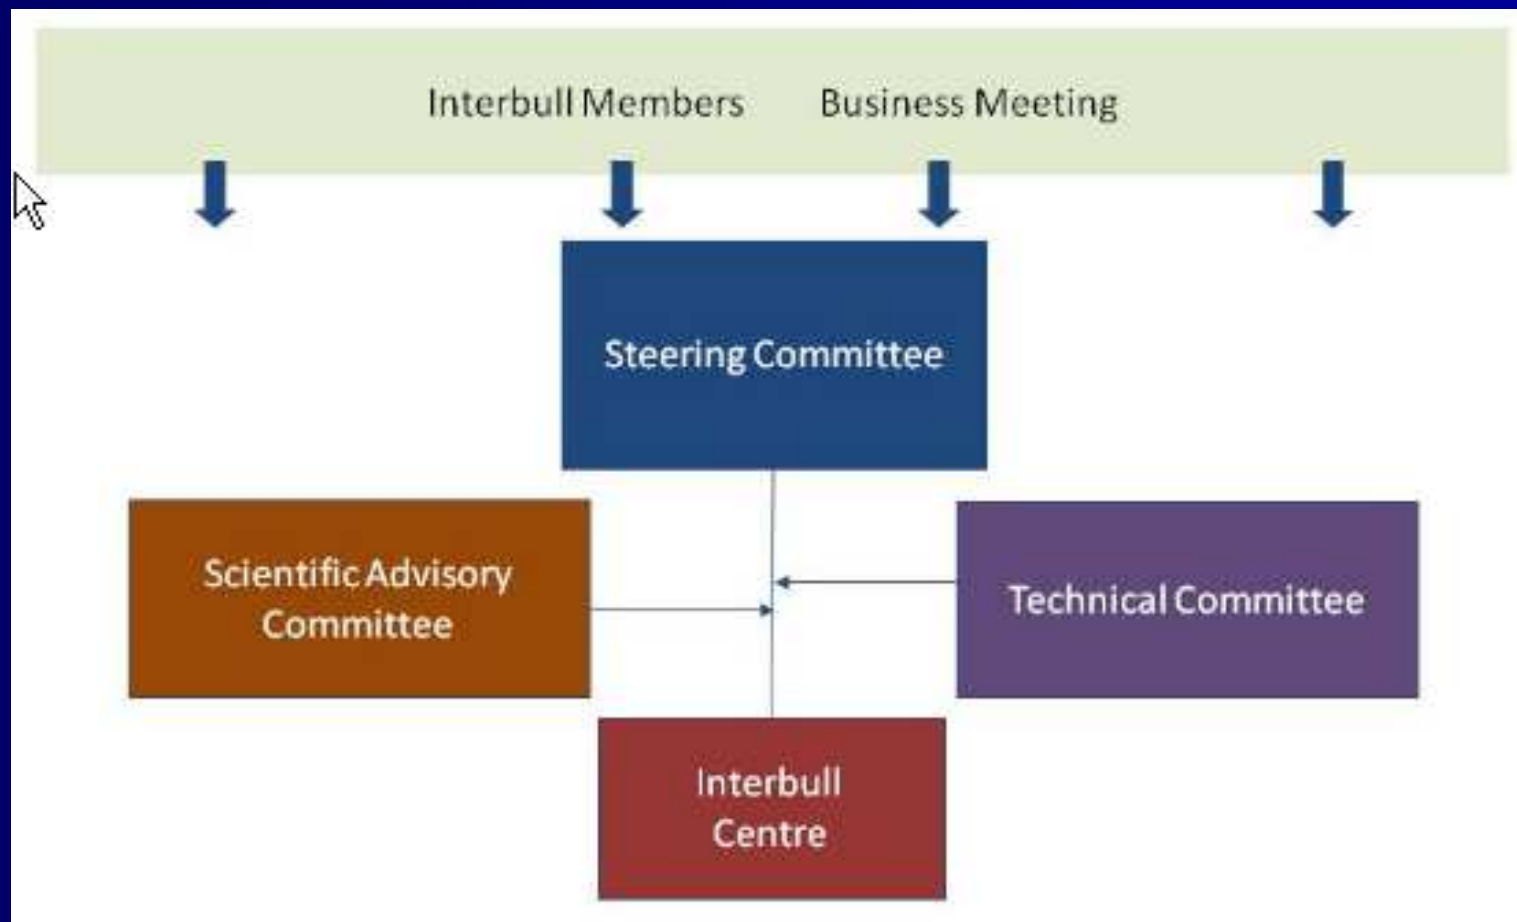 Interbull Members Business Meeting
Steering Committee
Scientific Advisory
Committee
Technical Committee
Interbull
Centre